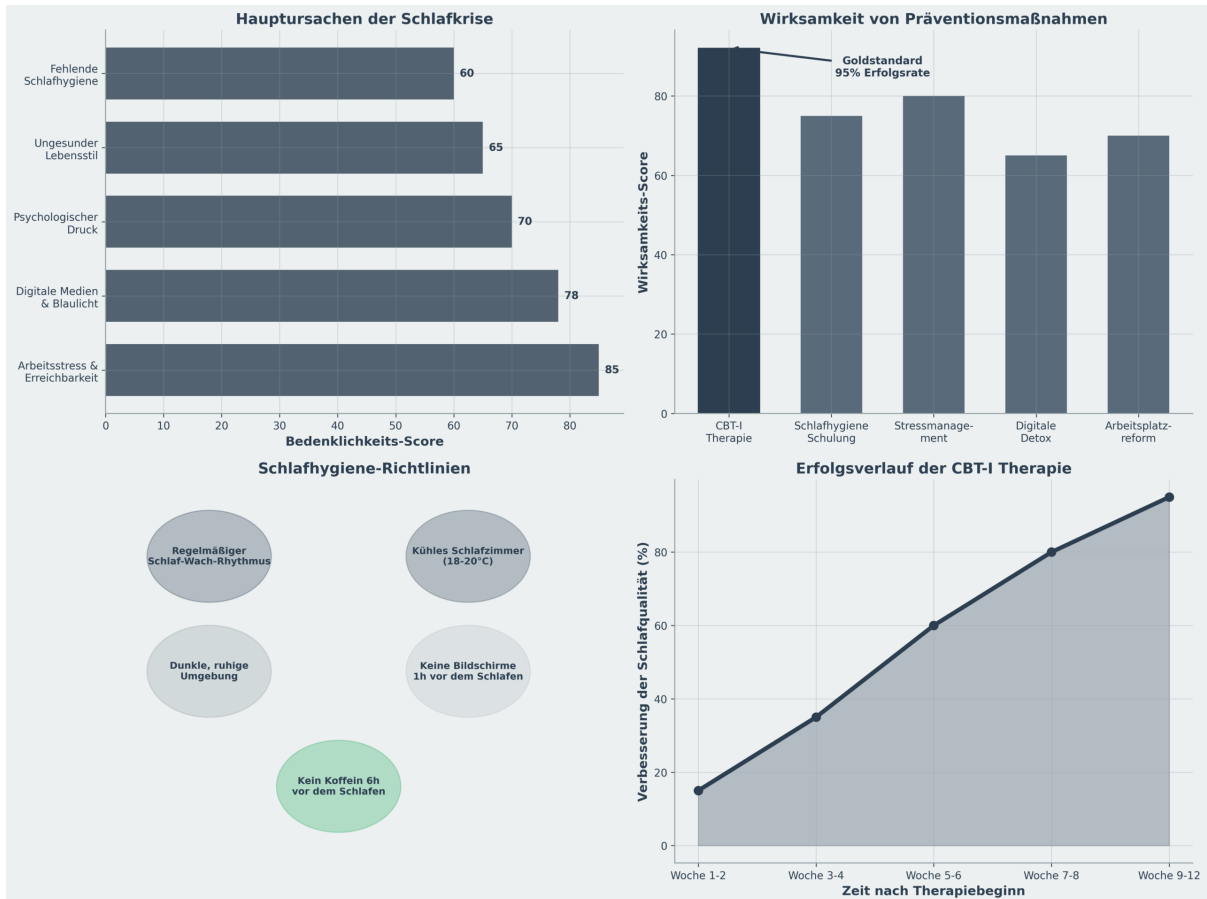 Hauptursachen der Schlafkrise
Fehlende
Schlafhygiene
60
Ungesunder
Lebensstil
65
Psychologischer
Druck
70
Digitale Medien
& Blaulicht
78
Arbeitsstress &
Erreichbarkeit
85
0 10 20 30 40 50 60 70 80
Bedenklichkeits-Score
Wirksamkeit von Präventionsmaßnahmen
Goldstandard
95% Erfolgsrate
Wirksamkeits-Score
80
60
40
20
0
CBT-I
Therapie
Schlafhygiene
Schulung
Stressmanage-
ment
Digitale
Detox
Arbeitsplatz-
reform
Schlafhygiene-Richtlinien
Regelmäßiger
Schlaf-Wach-Rhythmus
Kühles Schlafzimmer
(18-20°C)
Dunkle, ruhige
Umgebung
Keine Bildschirme
1h vor dem Schlafen
Kein Koffein 6h
vor dem Schlafen
Erfolgsverlauf der CBT-I Therapie
Verbesserung der Schlafqualität (%)
80
60
40
20
0
Woche 1-2 Woche 3-4 Woche 5-6 Woche 7-8 Woche 9-12
Zeit nach Therapiebeginn